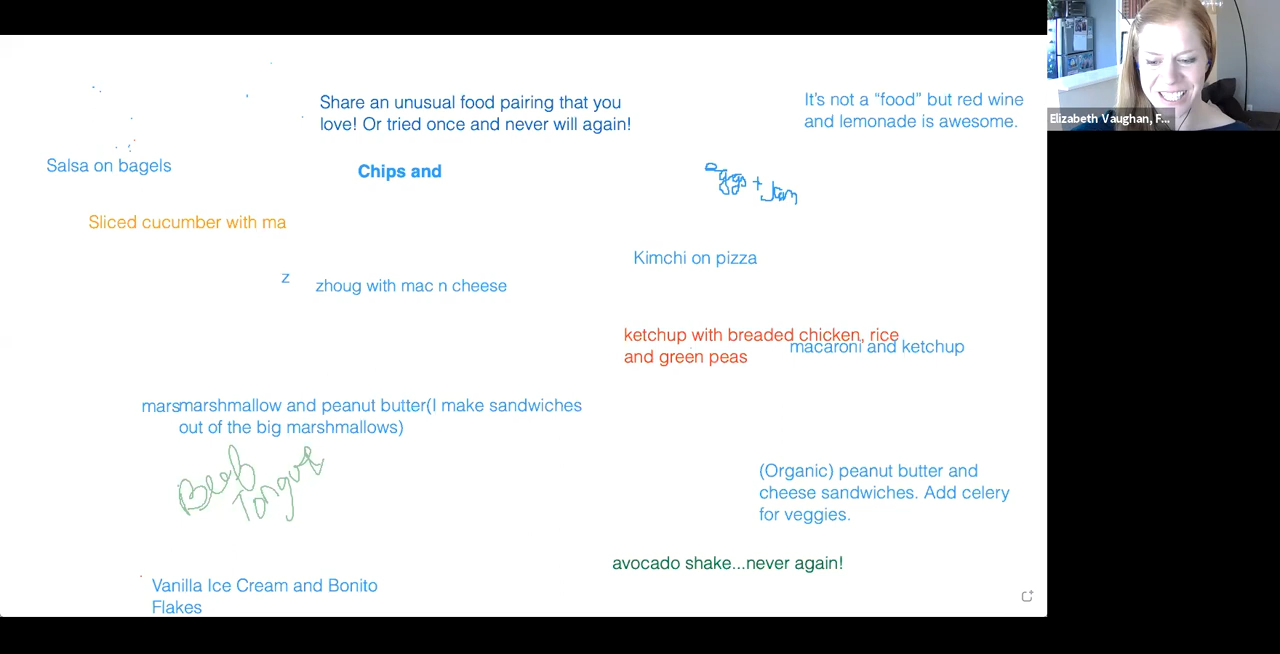 Share an unusual food pairing that you
love! Or tried once and never will again!
It's not a “food” but red wine
and lemonade is awesome.
Elizabeth Vaughan, F...
Salsa on bagels
Chips and
eggs + Jam
Sliced cucumber with ma
Kimchi on pizza
z
zhoug with mac n cheese
ketchup with breaded chicken, rice
and green peas
macaroni and ketchup
mars
marshmallow and peanut butter(I make sandwiches
out of the big marshmallows)
Beef
Tongue
(Organic) peanut butter and
cheese sandwiches. Add celery
for veggies.
avocado shake...never again!
Vanilla Ice Cream and Bonito
Flakes